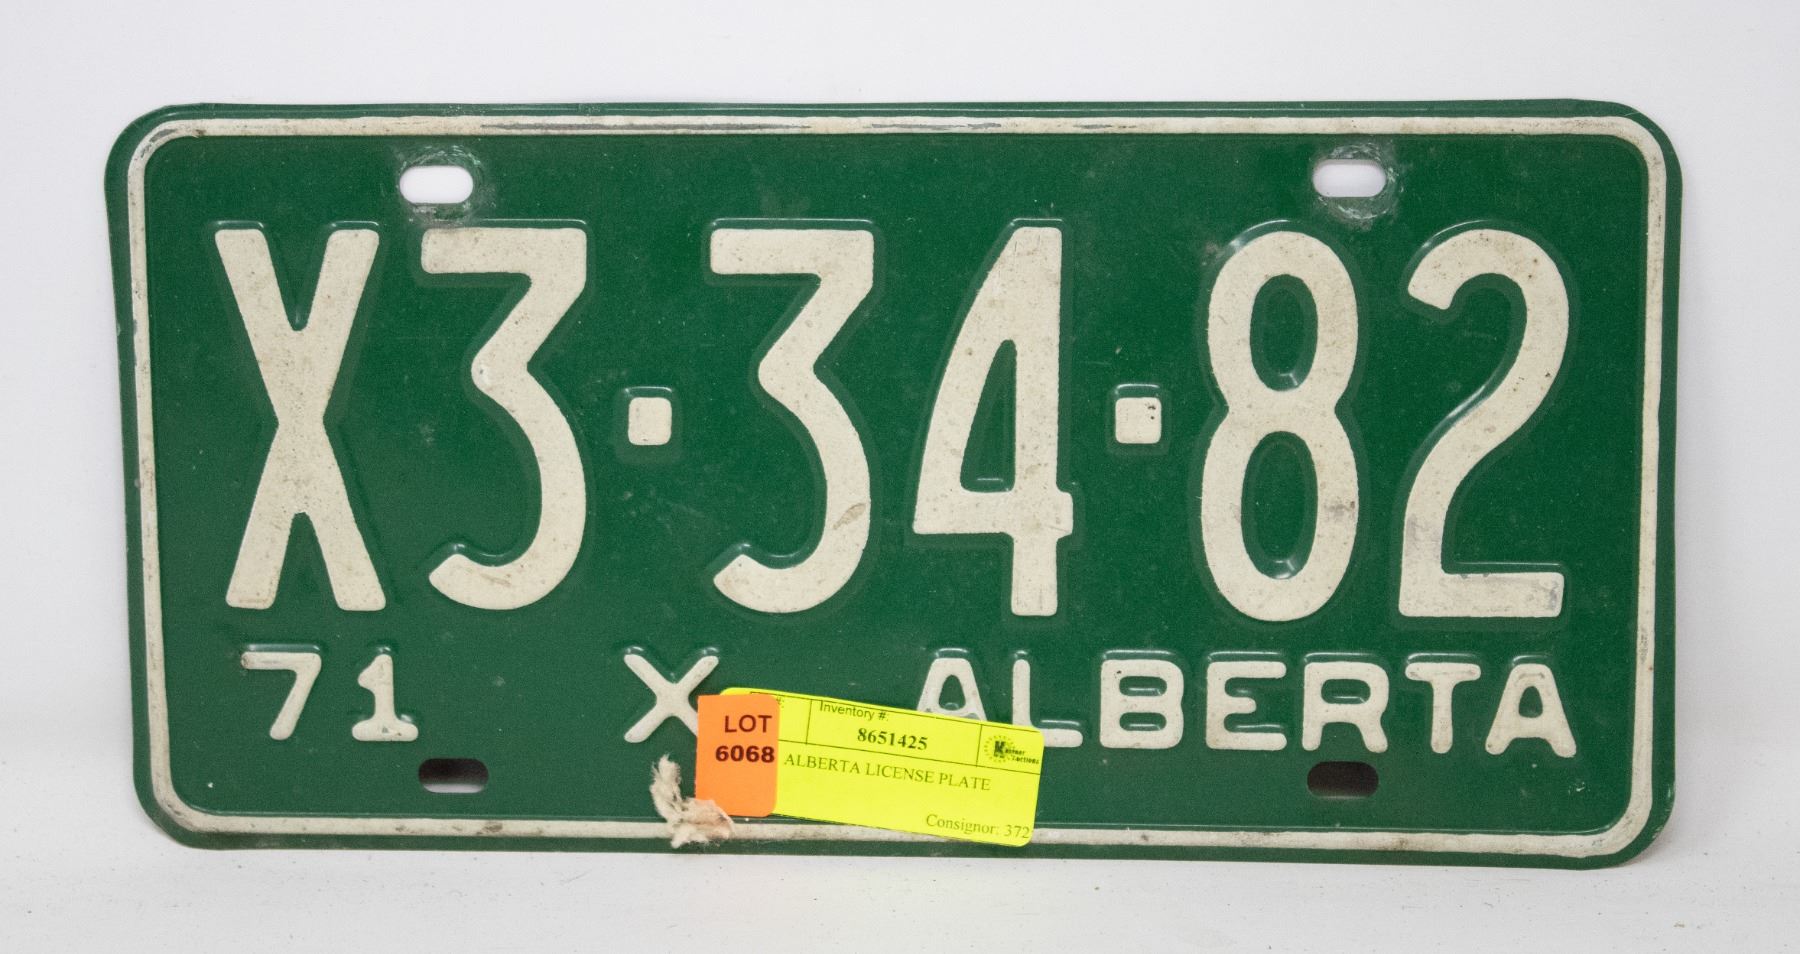 X3·34·82
71 X ALBERTA
LOT
6068
#: Inventory #:
8651425
ALBERTA LICENSE PLATE
Consignor: 372